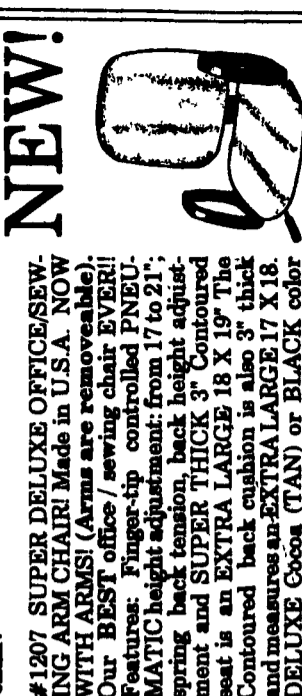 NEW!
#1207 SUPER DELUXE OFFICE/SEW-
ING ARM CHAIR! Made in U.S.A. NOW
WITH ARMS! (Arms are removeable).
Our BEST office / sewing chair EVER!!
Features: Finger-tip controlled PNEU-
MATIC height adjustment: from 17 to 21";
spring back tension, back height adjust-
ment and SUPER THICK 3" Contoured
seat is an EXTRA LARGE 18 X 19" The
Contoured back cushion is also 3" thick
and measures an EXTRA LARGE 17 X 18.
DELUXE Cocoa (TAN) or BLACK color